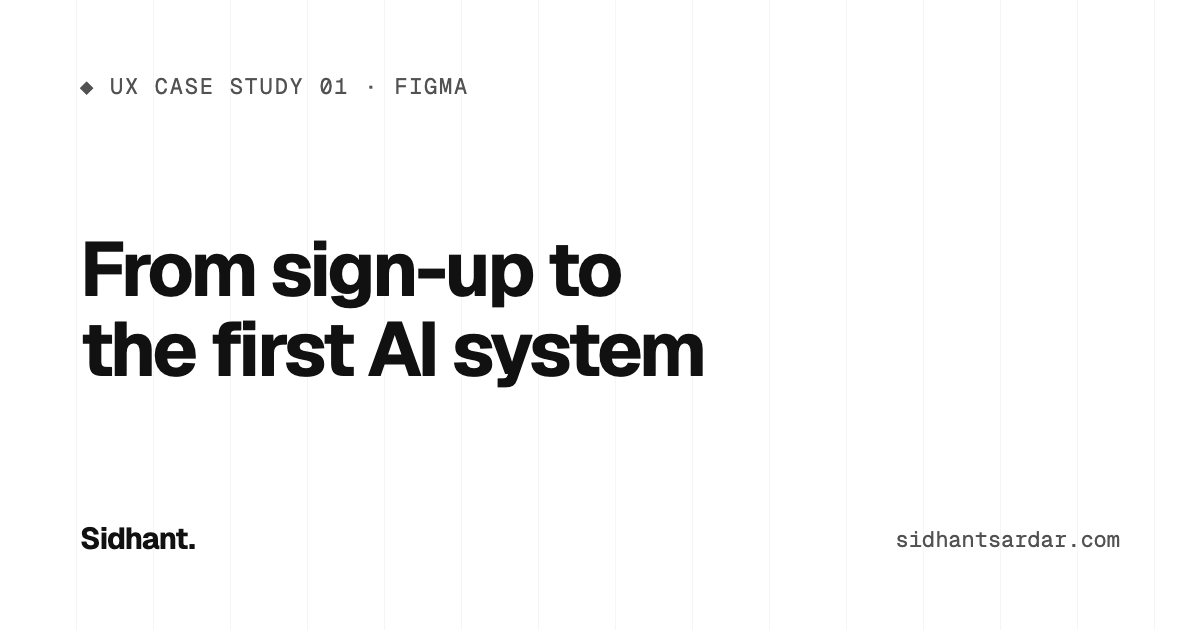 ◆ UX CASE STUDY 01 · FIGMA
From sign-up to
the first AI system
Sidhant.
sidhantsardar.com